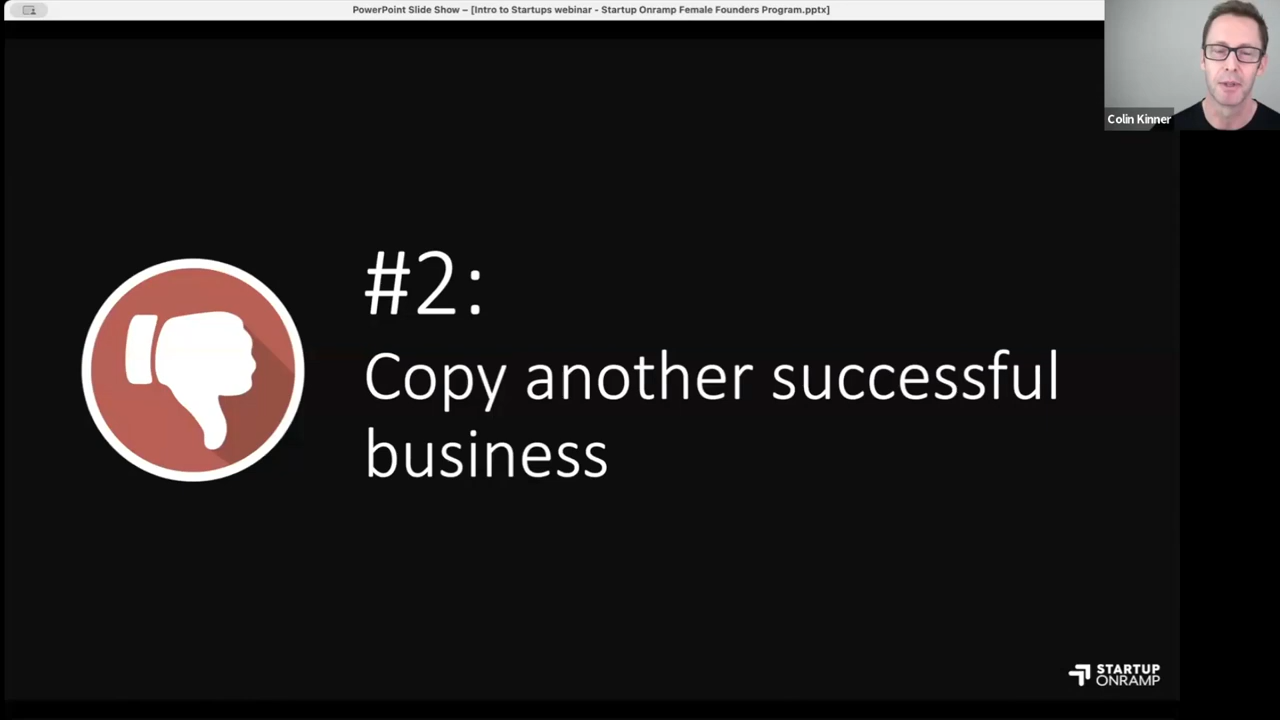 PowerPoint Slide Show – [Intro to Startups webinar - Startup Onramp Female Founders Program.pptx]
Colin Kinner
#2:
Copy another successful
business
STARTUP
ONRAMP